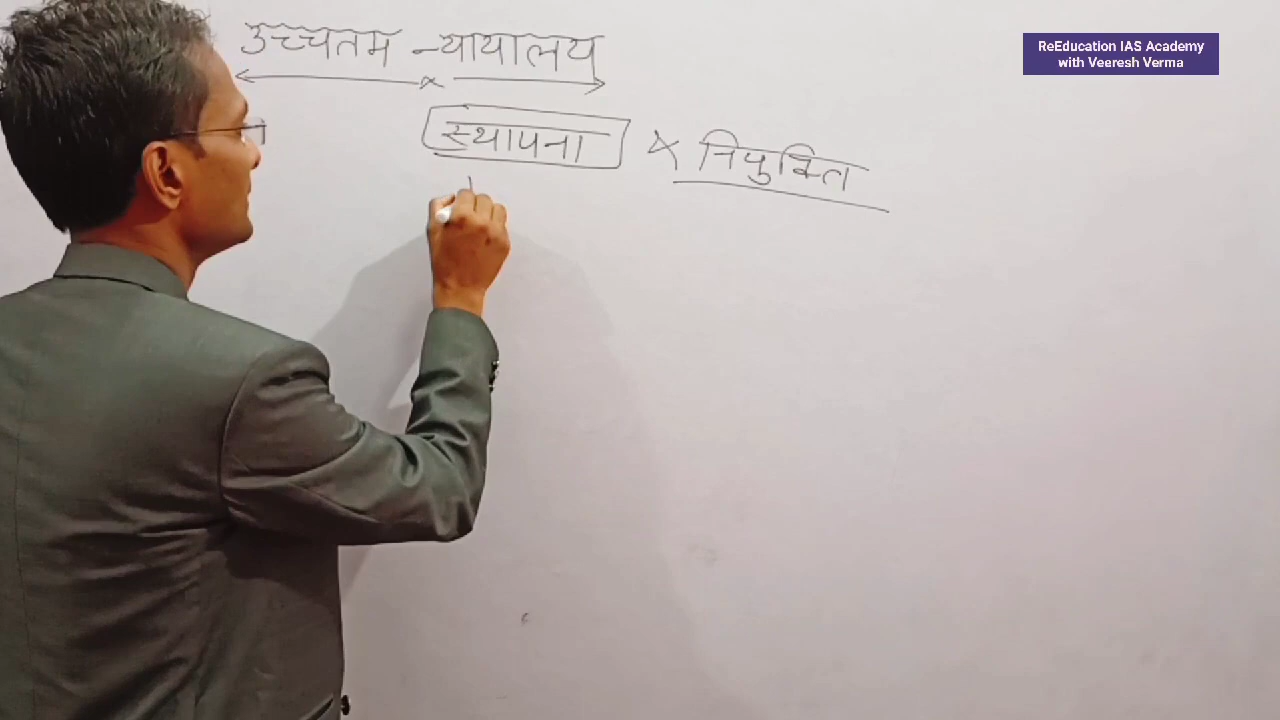 उच्चतम न्यायालय
स्थापना & नियुक्ति
ReEducation IAS Academy
with Veeresh Verma